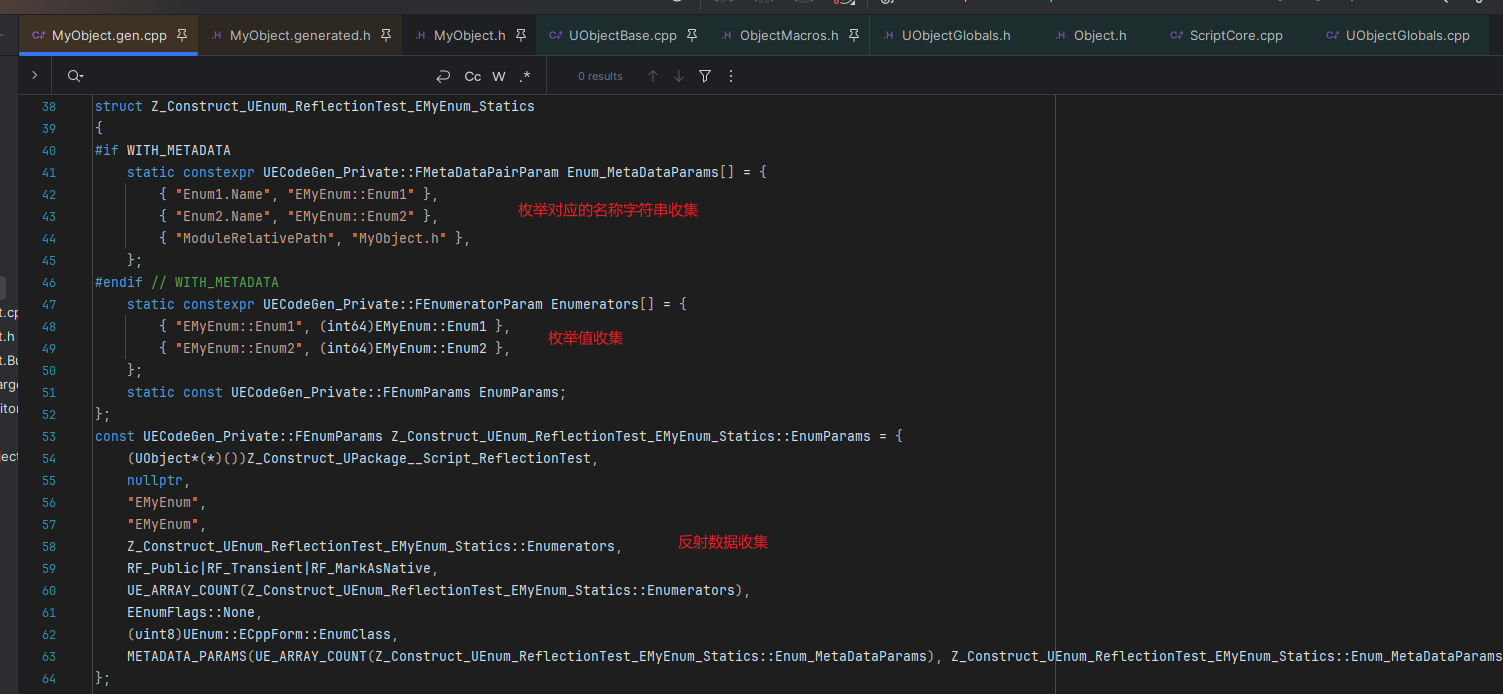 MyObject.gen.cpp MyObject.generated.h MyObject.h UObjectBase.cpp ObjectMacros.h UObjectGlobals.h Object.h ScriptCore.cpp UObjectGlobals.cpp
Cc W .* 0 results
38 struct Z_Construct_UEnum_ReflectionTest_EMyEnum_Statics
39 {
40 #if WITH_METADATA
41 static constexpr UECodeGen_Private::FMetaDataPairParam Enum_MetaDataParams[] = {
42 { "Enum1.Name", "EMyEnum::Enum1" },
枚举对应的名称字符串收集
43 { "Enum2.Name", "EMyEnum::Enum2" },
44 { "ModuleRelativePath", "MyObject.h" },
45 };
46 #endif // WITH_METADATA
47 static constexpr UECodeGen_Private::FEnumeratorParam Enumerators[] = {
48 { "EMyEnum::Enum1", (int64)EMyEnum::Enum1 },
枚举值收集
49 { "EMyEnum::Enum2", (int64)EMyEnum::Enum2 },
50 };
51 static const UECodeGen_Private::FEnumParams EnumParams;
52 };
53 const UECodeGen_Private::FEnumParams Z_Construct_UEnum_ReflectionTest_EMyEnum_Statics::EnumParams = {
54 (UObject*(*)())Z_Construct_UPackage__Script_ReflectionTest,
55 nullptr,
56 "EMyEnum",
57 "EMyEnum",
58 Z_Construct_UEnum_ReflectionTest_EMyEnum_Statics::Enumerators,
反射数据收集
59 RF_Public|RF_Transient|RF_MarkAsNative,
60 UE_ARRAY_COUNT(Z_Construct_UEnum_ReflectionTest_EMyEnum_Statics::Enumerators),
61 EEnumFlags::None,
62 (uint8)UEnum::ECppForm::EnumClass,
63 METADATA_PARAMS(UE_ARRAY_COUNT(Z_Construct_UEnum_ReflectionTest_EMyEnum_Statics::Enum_MetaDataParams), Z_Construct_UEnum_ReflectionTest_EMyEnum_Statics::Enum_MetaDataParams
64 };